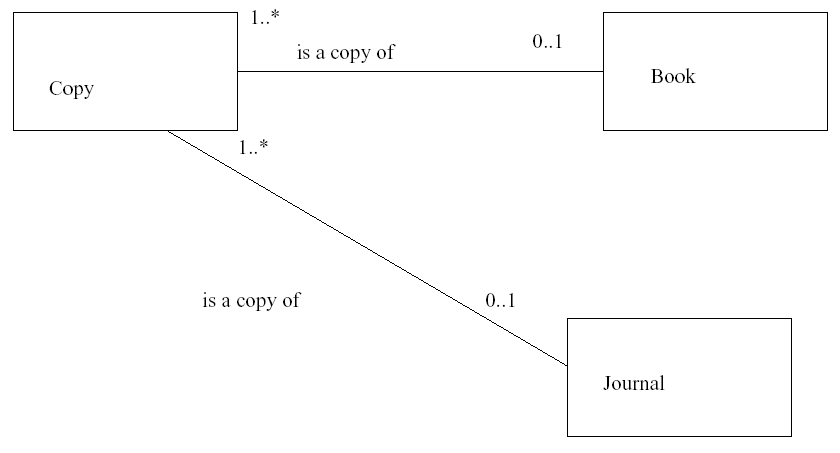 1..*
is a copy of
0..1
Copy
Book
1..*
is a copy of
0..1
Journal